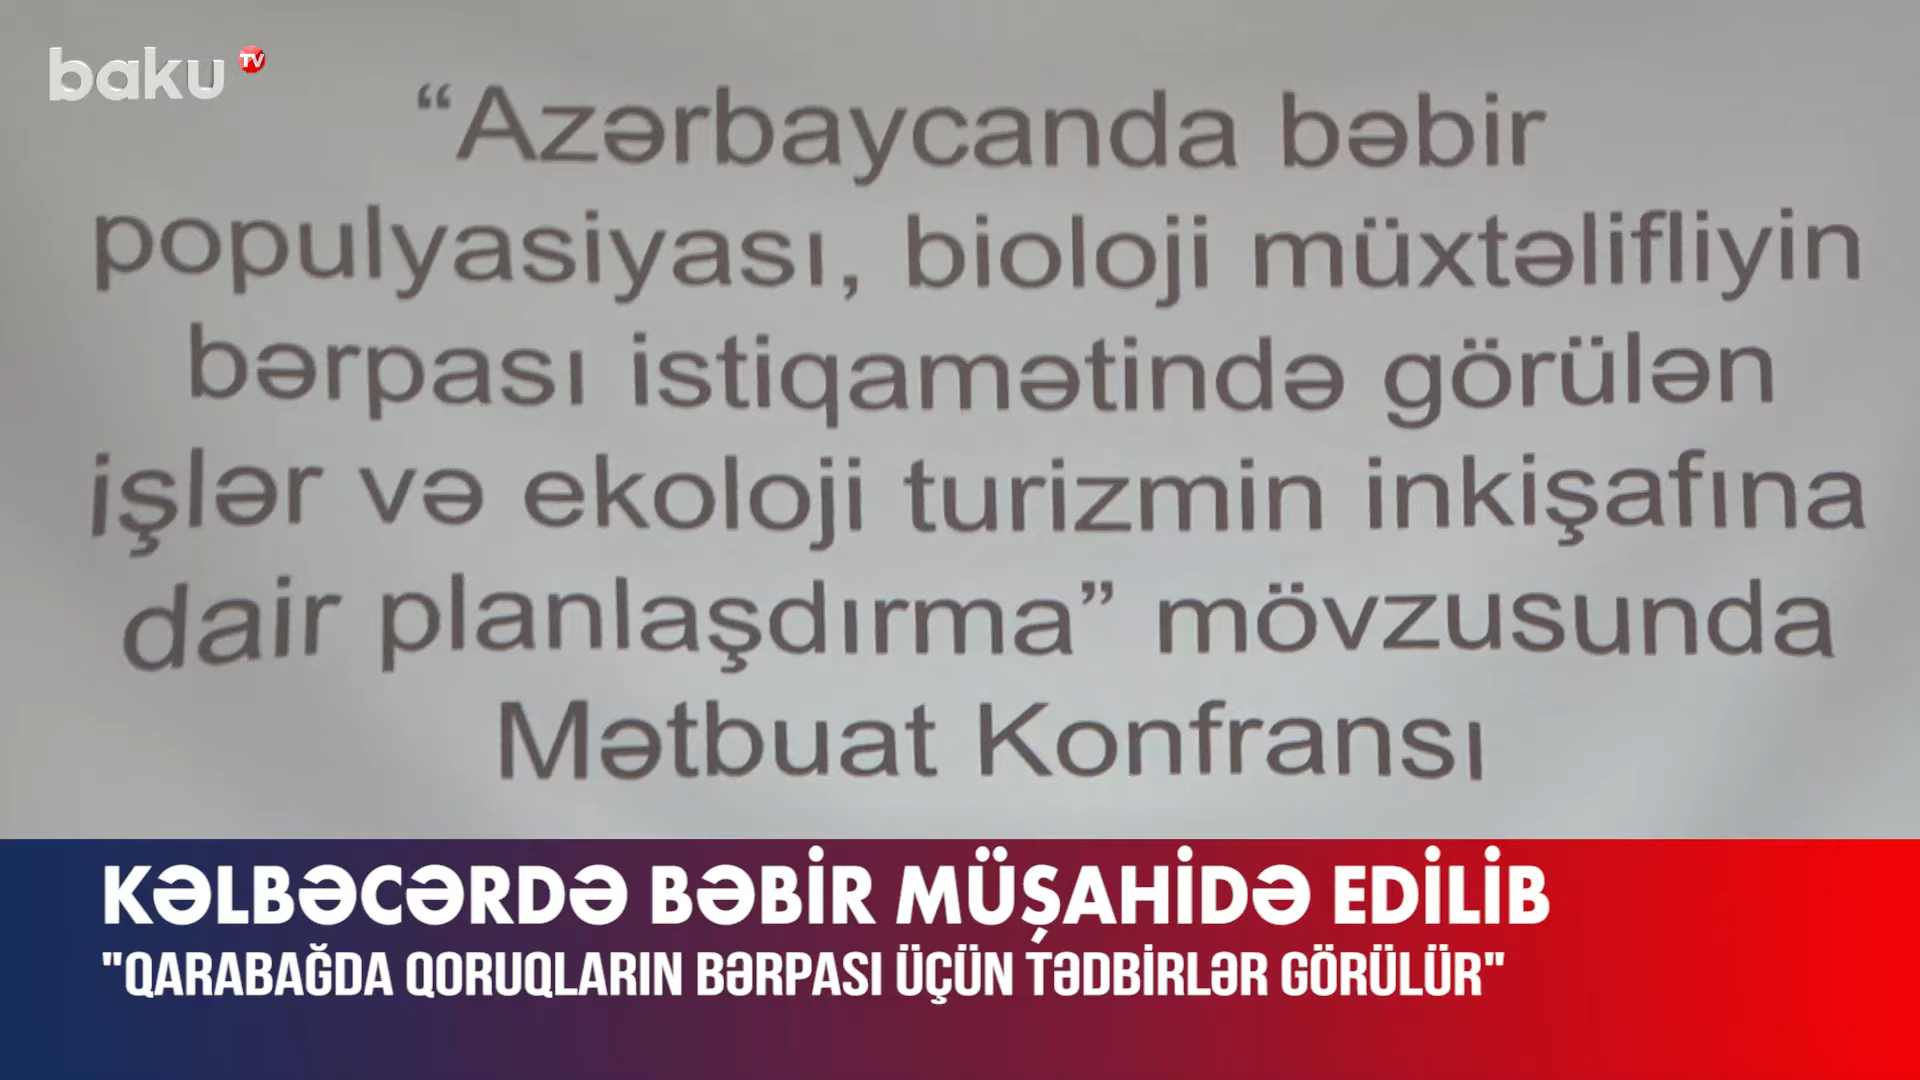 baku TV
“Azərbaycanda bəbir
populyasiyası, bioloji müxtəlifliyin
bərpası istiqamətində görülən
işlər və ekoloji turizmin inkişafına
dair planlaşdırma” mövzusunda
Mətbuat Konfransı
KƏLBƏCƏRDƏ BƏBİR MÜŞAHİDƏ EDİLİB
"QARABAĞDA QORUQLARIN BƏRPASI ÜÇÜN TƏDBİRLƏR GÖRÜLÜR"